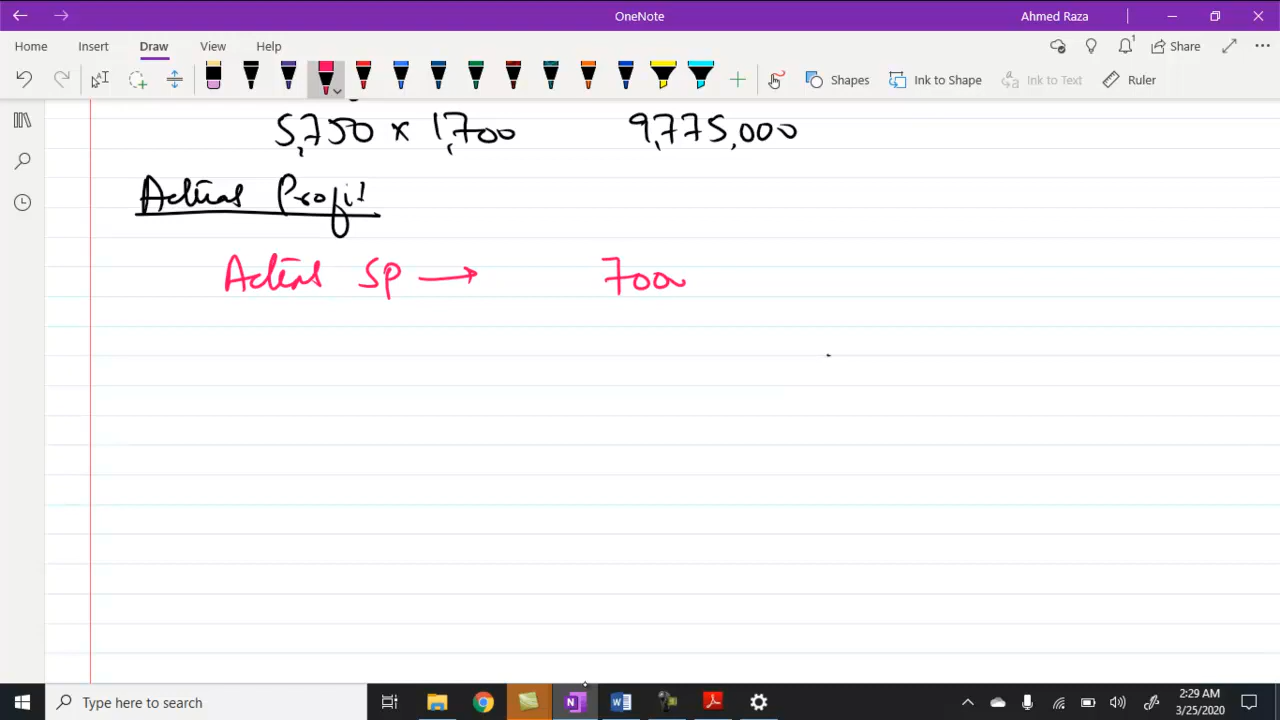 OneNote
Ahmed Raza
Home Insert Draw View Help
Share
Shapes Ink to Shape Ink to Text Ruler
5,750 x 1,700 9,775,000
Actual Profit
Actual SP → 7000
Type here to search
2:29 AM
3/25/2020